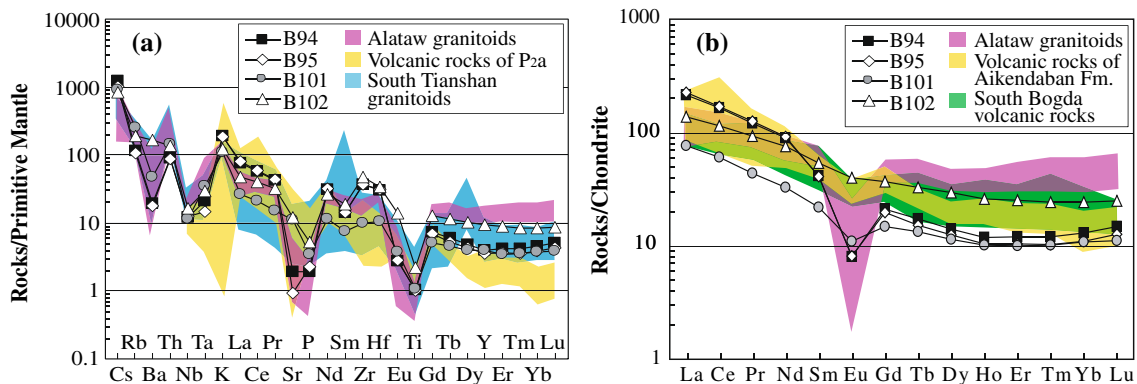 Rocks/Primitive Mantle
10000
1000
100
10
1
0.1
(a)
B94
B95
B101
B102
Alataw granitoids
Volcanic rocks of P2a
South Tianshan
granitoids
Rb Th Ta La Pr P Sm Hf Ti Tb Y Tm Lu
Cs Ba Nb K Ce Sr Nd Zr Eu Gd Dy Er Yb
Rocks/Chondrite
1000
100
10
1
(b)
B94
B95
B101
B102
Alataw granitoids
Volcanic rocks of
Aikendaban Fm.
South Bogda
volcanic rocks
La Ce Pr Nd Sm Eu Gd Tb Dy Ho Er Tm Yb Lu